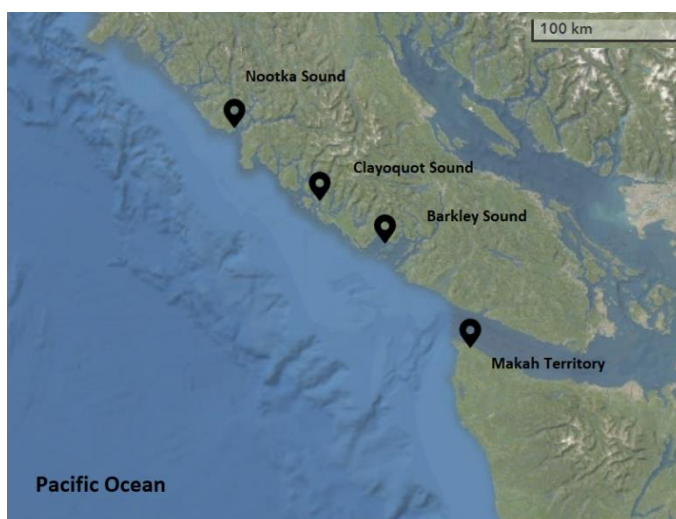 100 km
Nootka Sound
Clayoquot Sound
Barkley Sound
Makah Territory
Pacific Ocean